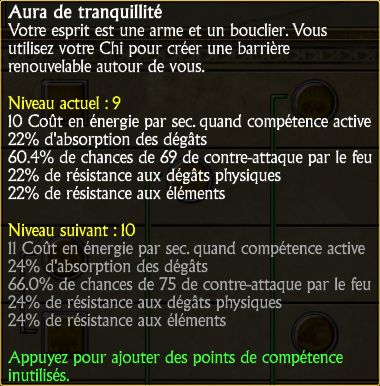 Aura de tranquillité
Votre esprit est une arme et un bouclier. Vous
utilisez votre Chi pour créer une barrière
renouvelable autour de vous.
Niveau actuel : 9
10 Coût en énergie par sec. quand compétence active
22% d'absorption des dégâts
60.4% de chances de 69 de contre-attaque par le feu
22% de résistance aux dégâts physiques
22% de résistance aux éléments
Niveau suivant : 10
11 Coût en énergie par sec. quand compétence active
24% d'absorption des dégâts
66.0% de chances de 75 de contre-attaque par le feu
24% de résistance aux dégâts physiques
24% de résistance aux éléments
Appuyez pour ajouter des points de compétence
inutilisés.